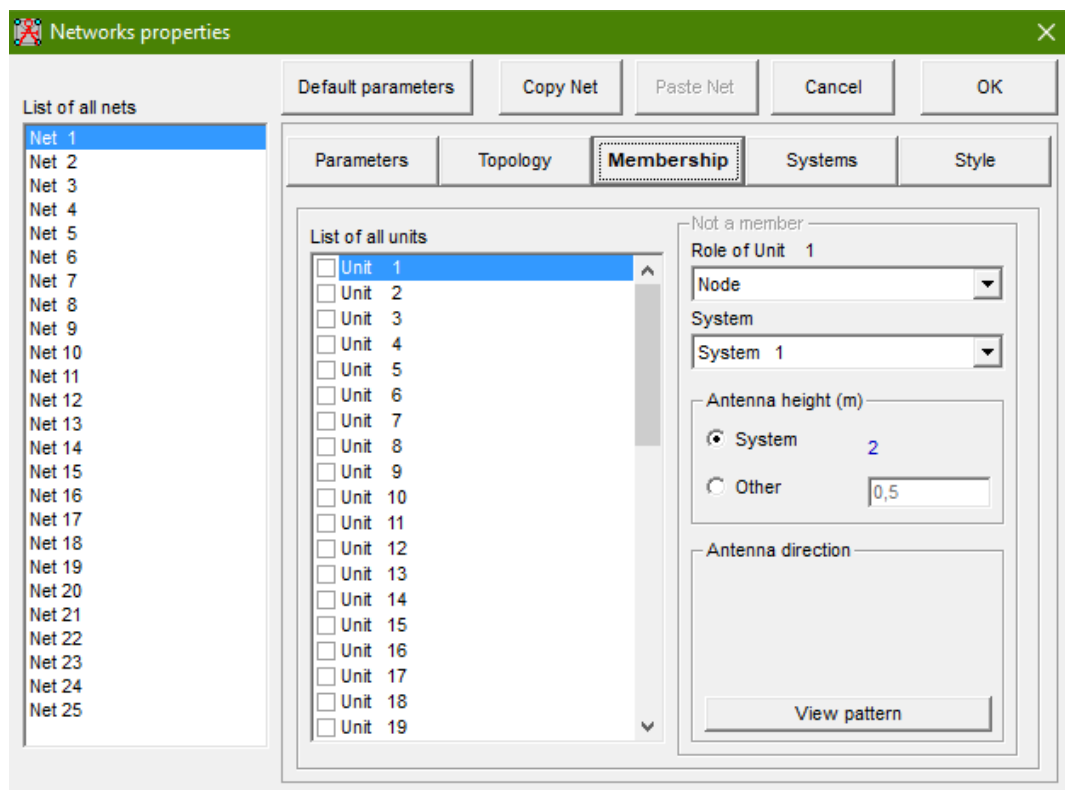 Networks properties
Default parameters
Copy Net
Paste Net
Cancel
OK
List of all nets
Net 1
Net 2
Net 3
Net 4
Net 5
Net 6
Net 7
Net 8
Net 9
Net 10
Net 11
Net 12
Net 13
Net 14
Net 15
Net 16
Net 17
Net 18
Net 19
Net 20
Net 21
Net 22
Net 23
Net 24
Net 25
Parameters
Topology
Membership
Systems
Style
List of all units
Unit 1
Unit 2
Unit 3
Unit 4
Unit 5
Unit 6
Unit 7
Unit 8
Unit 9
Unit 10
Unit 11
Unit 12
Unit 13
Unit 14
Unit 15
Unit 16
Unit 17
Unit 18
Unit 19
Not a member
Role of Unit 1
Node
System
System 1
Antenna height (m)
System 2
Other 0,5
Antenna direction
View pattern